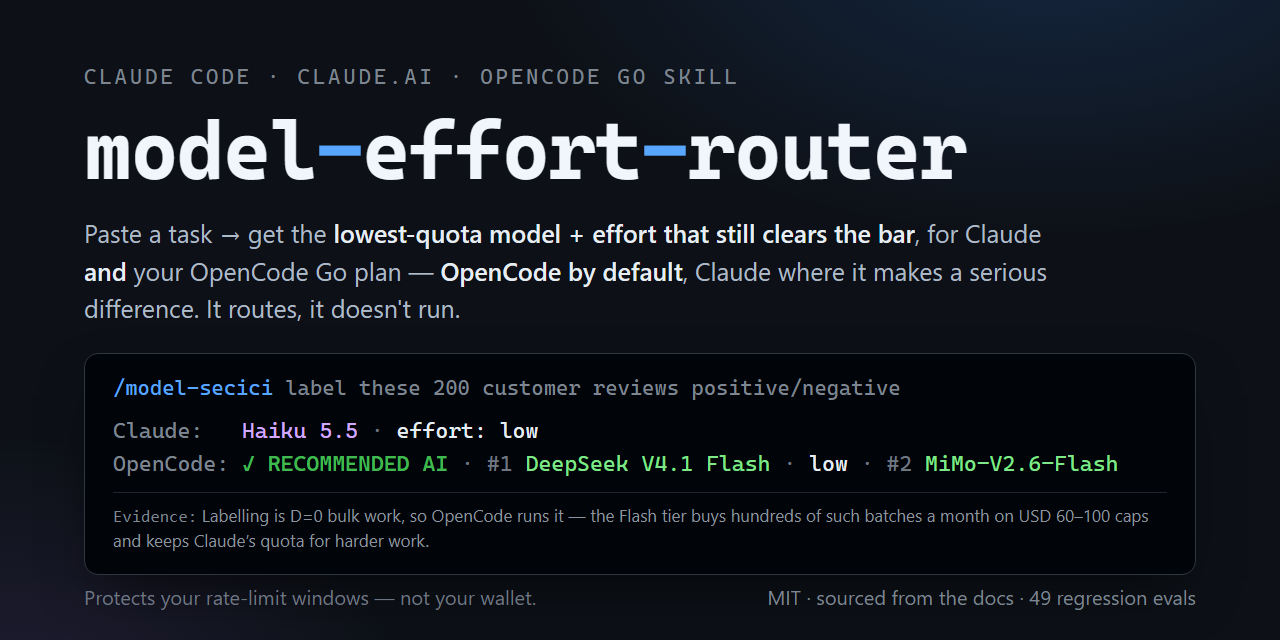 CLAUDE CODE · CLAUDE.AI · OPENCODE GO SKILL
model-effort-router
Paste a task → get the lowest-quota model + effort that still clears the bar, for Claude
and your OpenCode Go plan — OpenCode by default, Claude where it makes a serious
difference. It routes, it doesn't run.
/model-secici label these 200 customer reviews positive/negative
Claude: Haiku 5.5 · effort: low
OpenCode: ✓ RECOMMENDED AI · #1 DeepSeek V4.1 Flash · low · #2 MiMo-V2.6-Flash
Evidence: Labelling is D=0 bulk work, so OpenCode runs it — the Flash tier buys hundreds of such batches a month on USD 60–100 caps
and keeps Claude’s quota for harder work.
Protects your rate-limit windows — not your wallet.
MIT · sourced from the docs · 49 regression evals